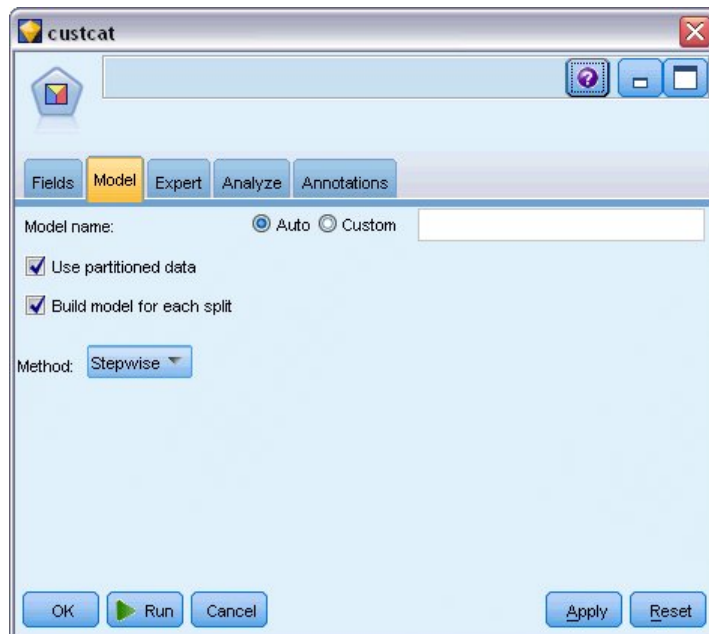 custcat
Fields Model Expert Analyze Annotations
Model name: Auto Custom
Use partitioned data
Build model for each split
Method: Stepwise
OK Run Cancel Apply Reset